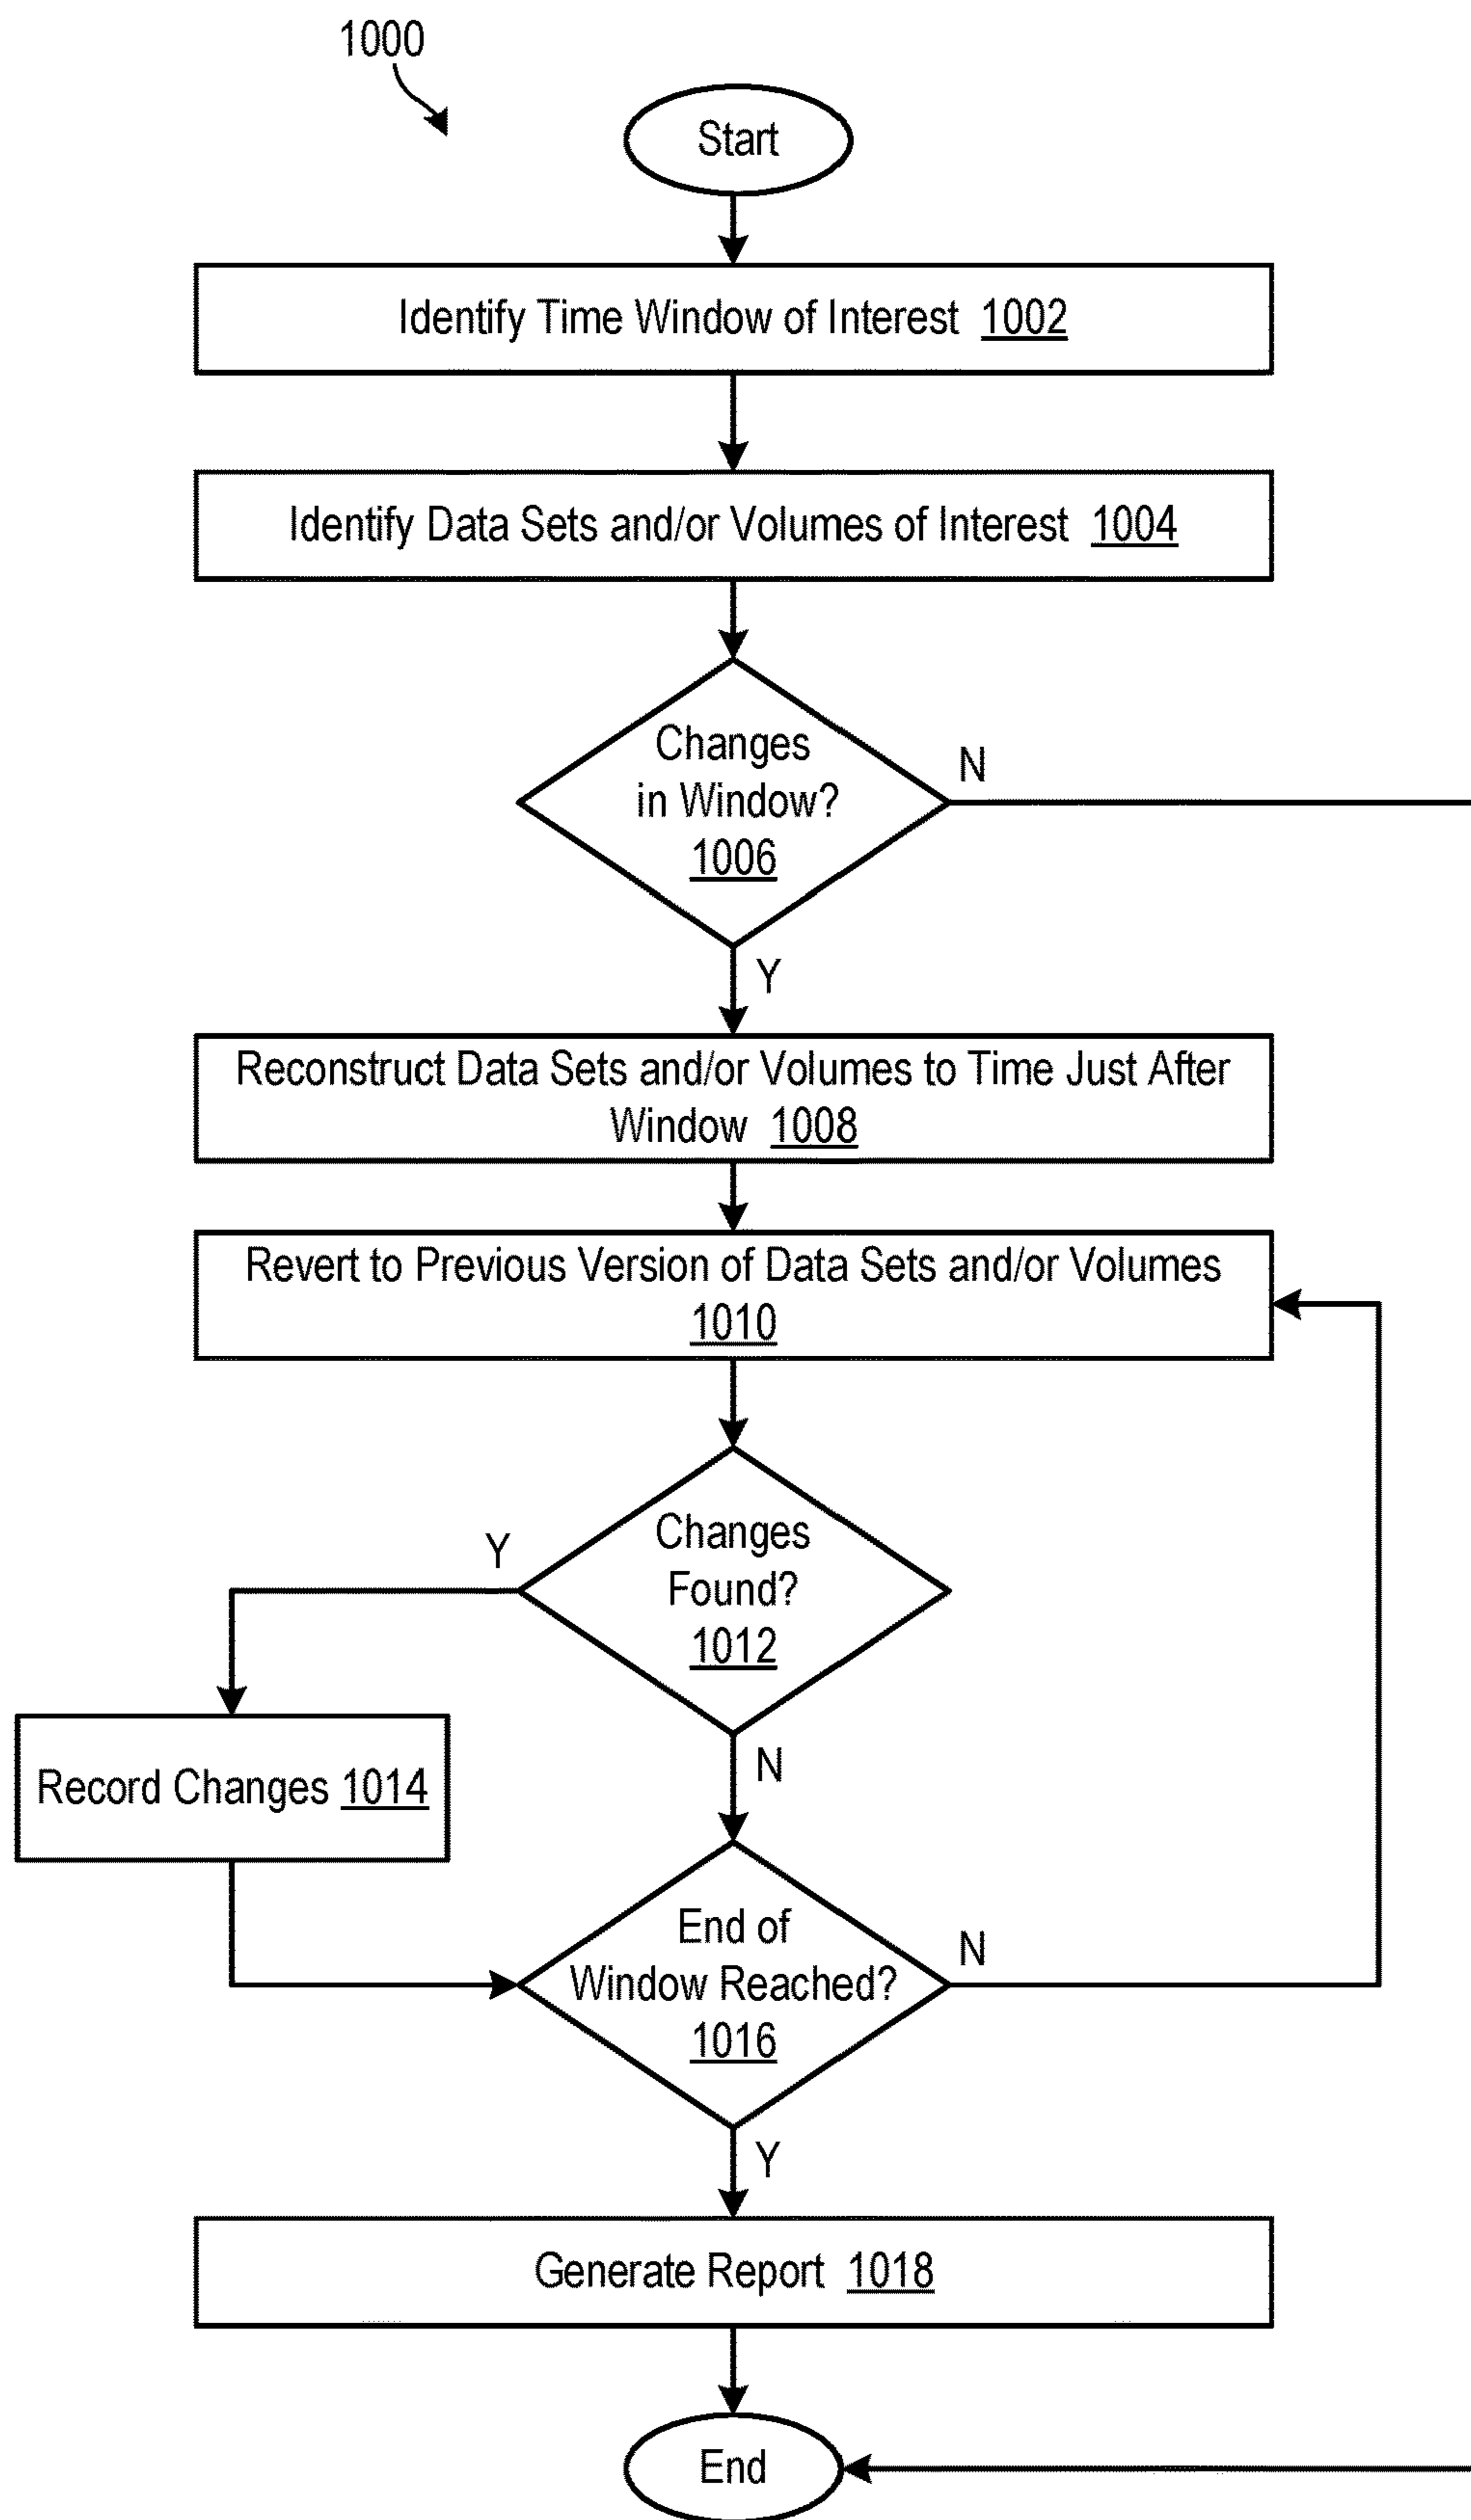 1000
Start
Identify Time Window of Interest 1002
Identify Data Sets and/or Volumes of Interest 1004
Changes
in Window?
1006
N
Y
Reconstruct Data Sets and/or Volumes to Time Just After
Window 1008
Revert to Previous Version of Data Sets and/or Volumes
1010
Changes
Found?
1012
Y
N
Record Changes 1014
End of
Window Reached?
1016
N
Y
Generate Report 1018
End